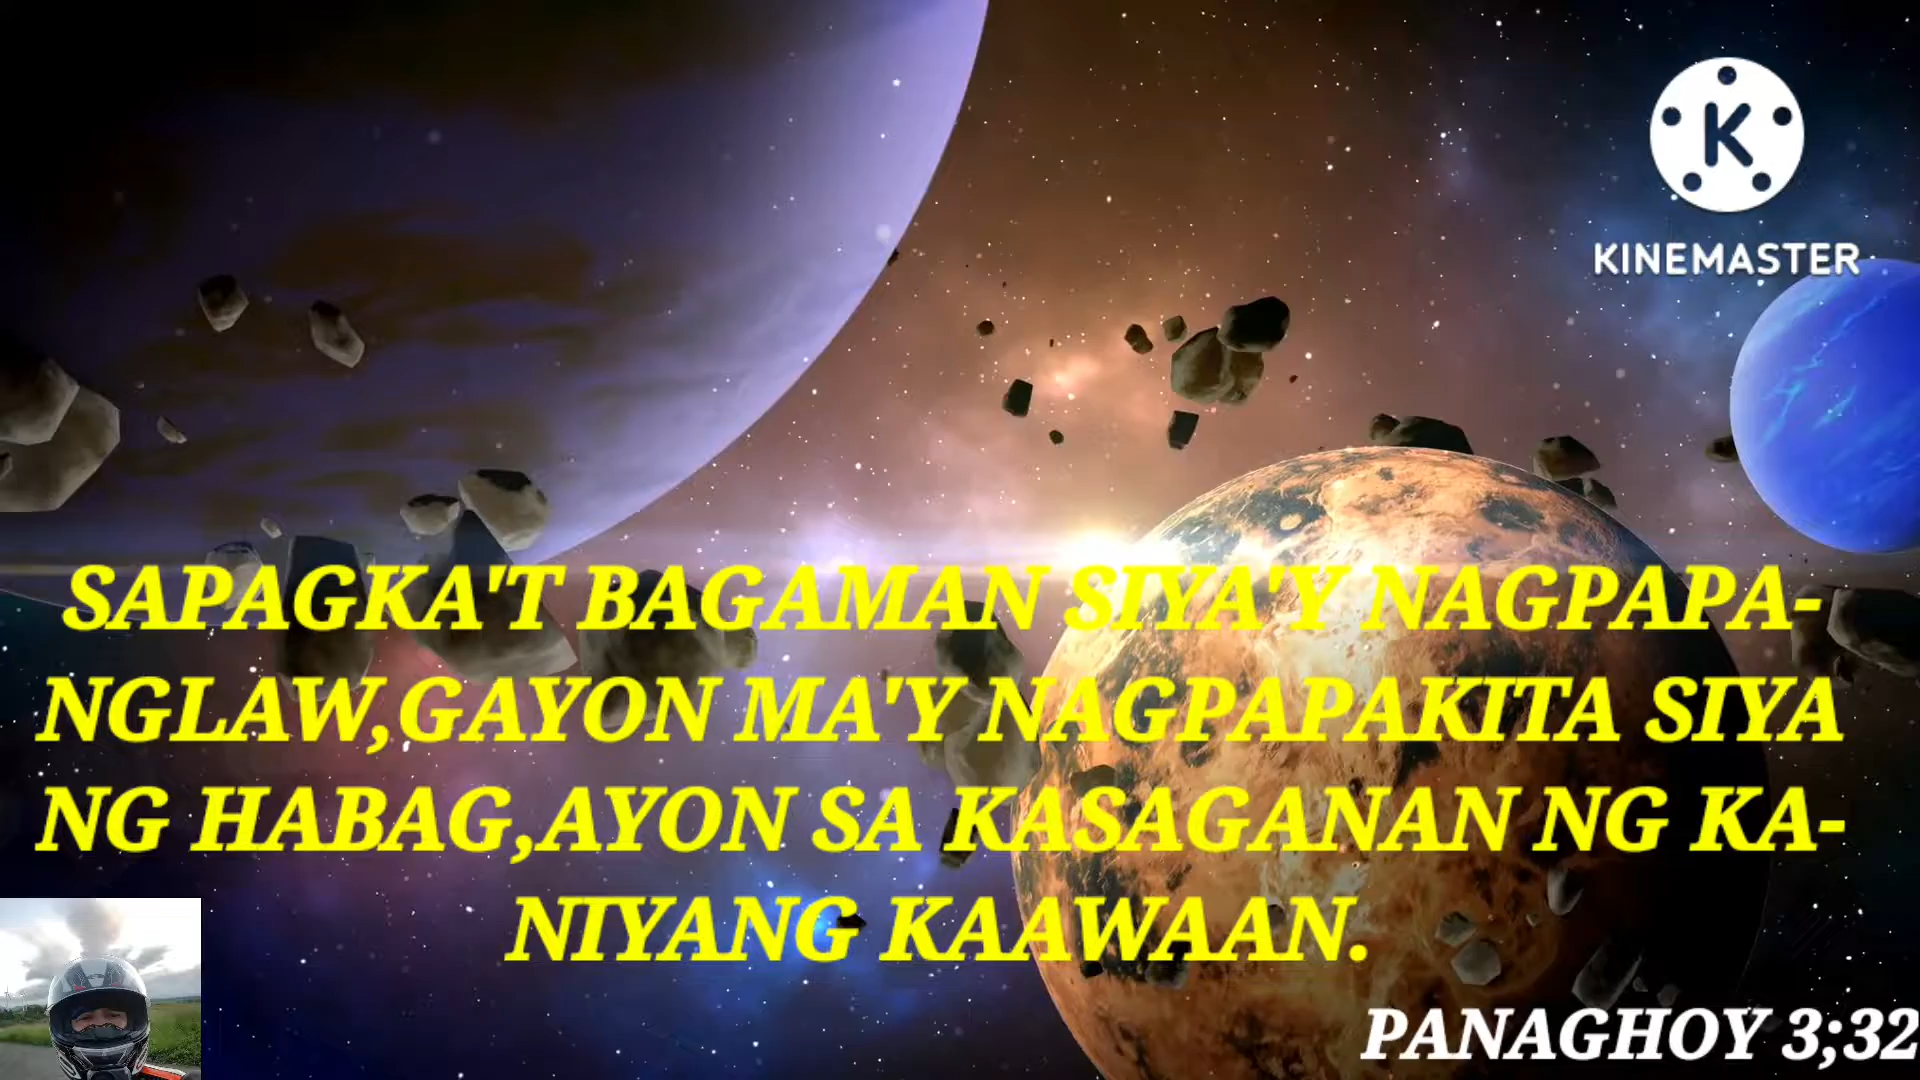 K
KINEMASTER
SAPAGKA'T BAGAMAN SIYA'Y NAGPAPA-
NGLAW,GAYON MA'Y NAGPAPAKITA SIYA
NG HABAG,AYON SA KASAGANAN NG KA-
NIYANG KAAWAAN.
PANAGHOY 3;32